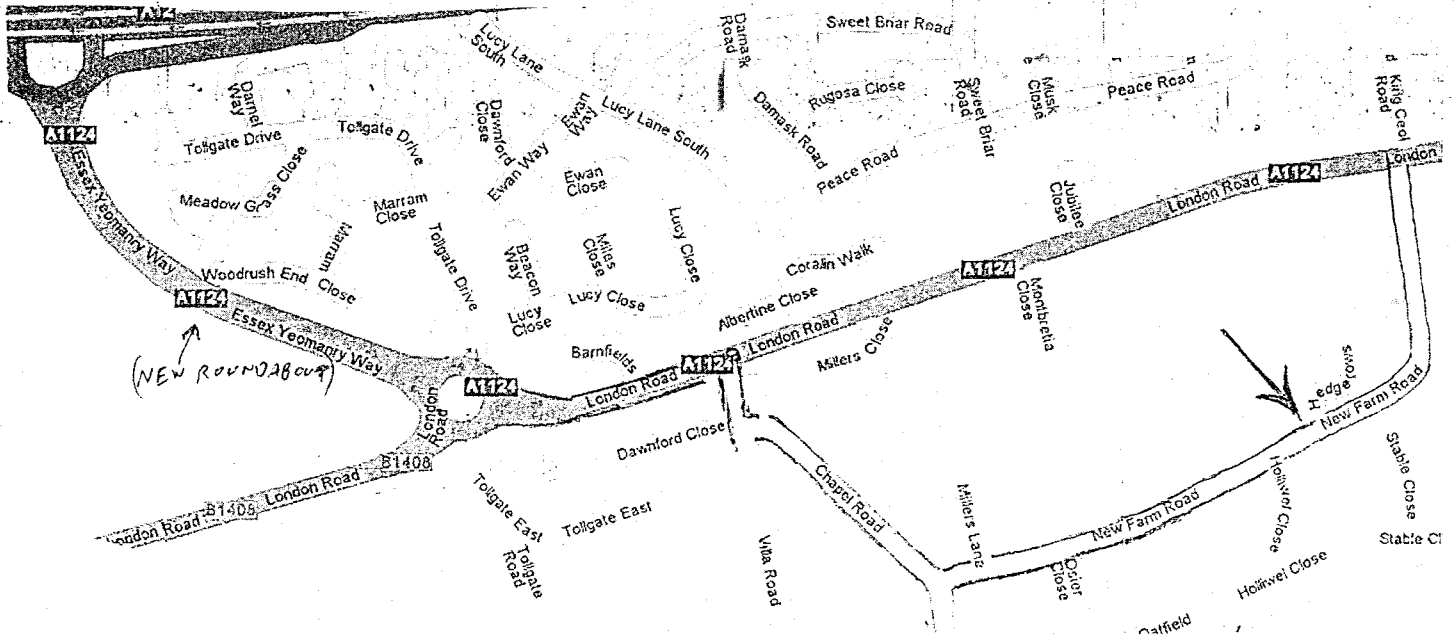 A12
Lucy Lane
South
Damask
Road
Sweet Briar Road
Darnel
Way
Dawnford
Close
Ewan
Way
Lucy Lane South
Damask Road
Rugosa Close
Sweet Briar
Road
Musk
Close
Peace Road
King Coel
Road
A1124
Tollgate Drive
Tollgate Drive
Essex Yeomanry Way
Meadow Grass Close
Marram
Close
Ewan Way
Ewan
Close
Peace Road
Jubilee
Close
London Road
A1124
London
Marram
Close
Woodrush End
Tollgate Drive
Beacon
Way
Miles
Close
Lucy Close
Coralin Walk
A1124
A1124
Essex Yeomanry Way
(NEW ROUNDABOUT)
Lucy
Close
Lucy Close
Albertine Close
London Road
Millers Close
Montbretia
Close
Barnfields
A1124
A1124
London Road
London
Road
Hedgerows
New Farm Road
Dawnford Close
B1408
London Road
B1408
London Road
Tollgate East
Tollgate East
Tollgate
Road
Villa Road
Chapel Road
Millers Lane
New Farm Road
Osier
Close
Holliwel Close
Holliwel Close
Stable Close
Stable Cl
Oatfield